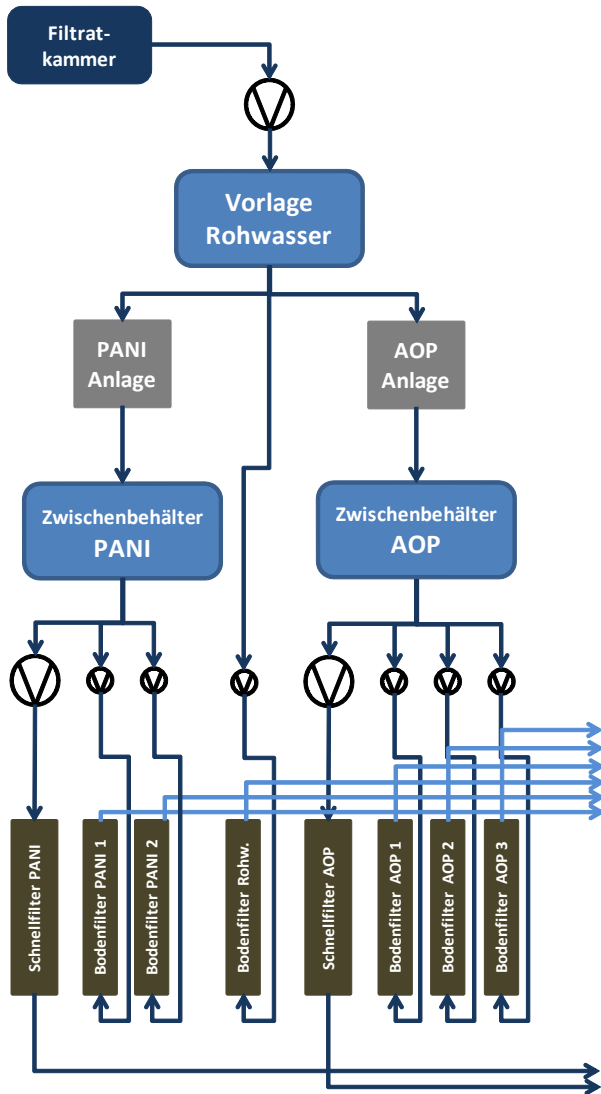 Filtrat-
kammer
Vorlage
Rohwasser
PANI
Anlage
AOP
Anlage
Zwischenbehälter
PANI
Zwischenbehälter
AOP
Schnellfilter PANI
Bodenfilter PANI 1
Bodenfilter PANI 2
Bodenfilter Rohw.
Schnellfilter AOP
Bodenfilter AOP 1
Bodenfilter AOP 2
Bodenfilter AOP 3